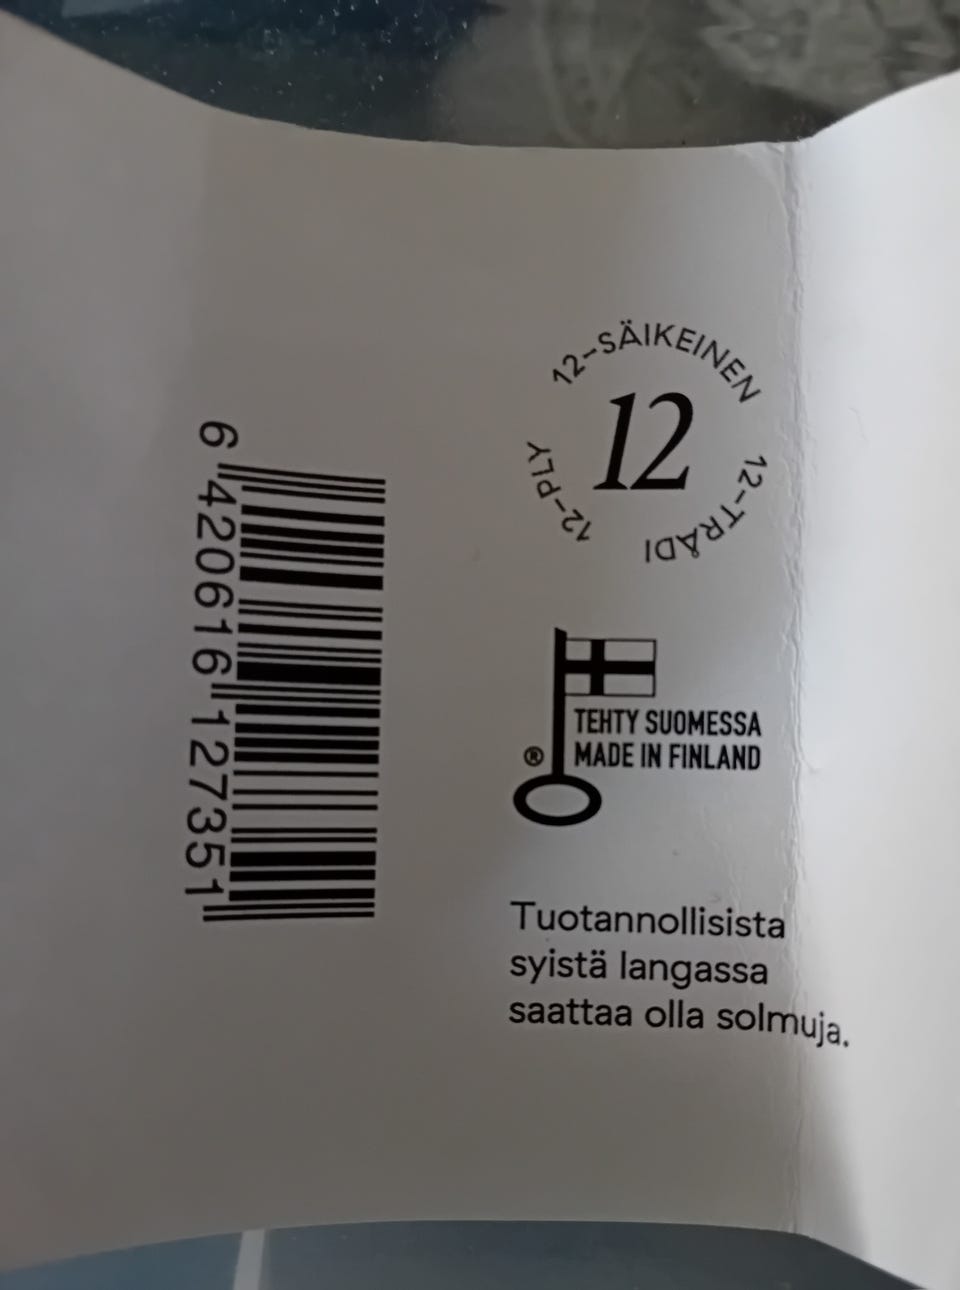 12-SÄIKEINEN
12
12-TRÅDI
12-PLY
6 420616 127351
TEHTY SUOMESSA
® MADE IN FINLAND
Tuotannollisista
syistä langassa
saattaa olla solmuja.